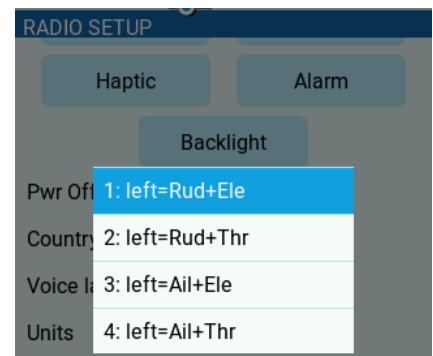 RADIO SETUP
Haptic Alarm
Backlight
Pwr Off
1: left=Rud+Ele
Country
2: left=Rud+Thr
Voice la
3: left=Ail+Ele
Units
4: left=Ail+Thr